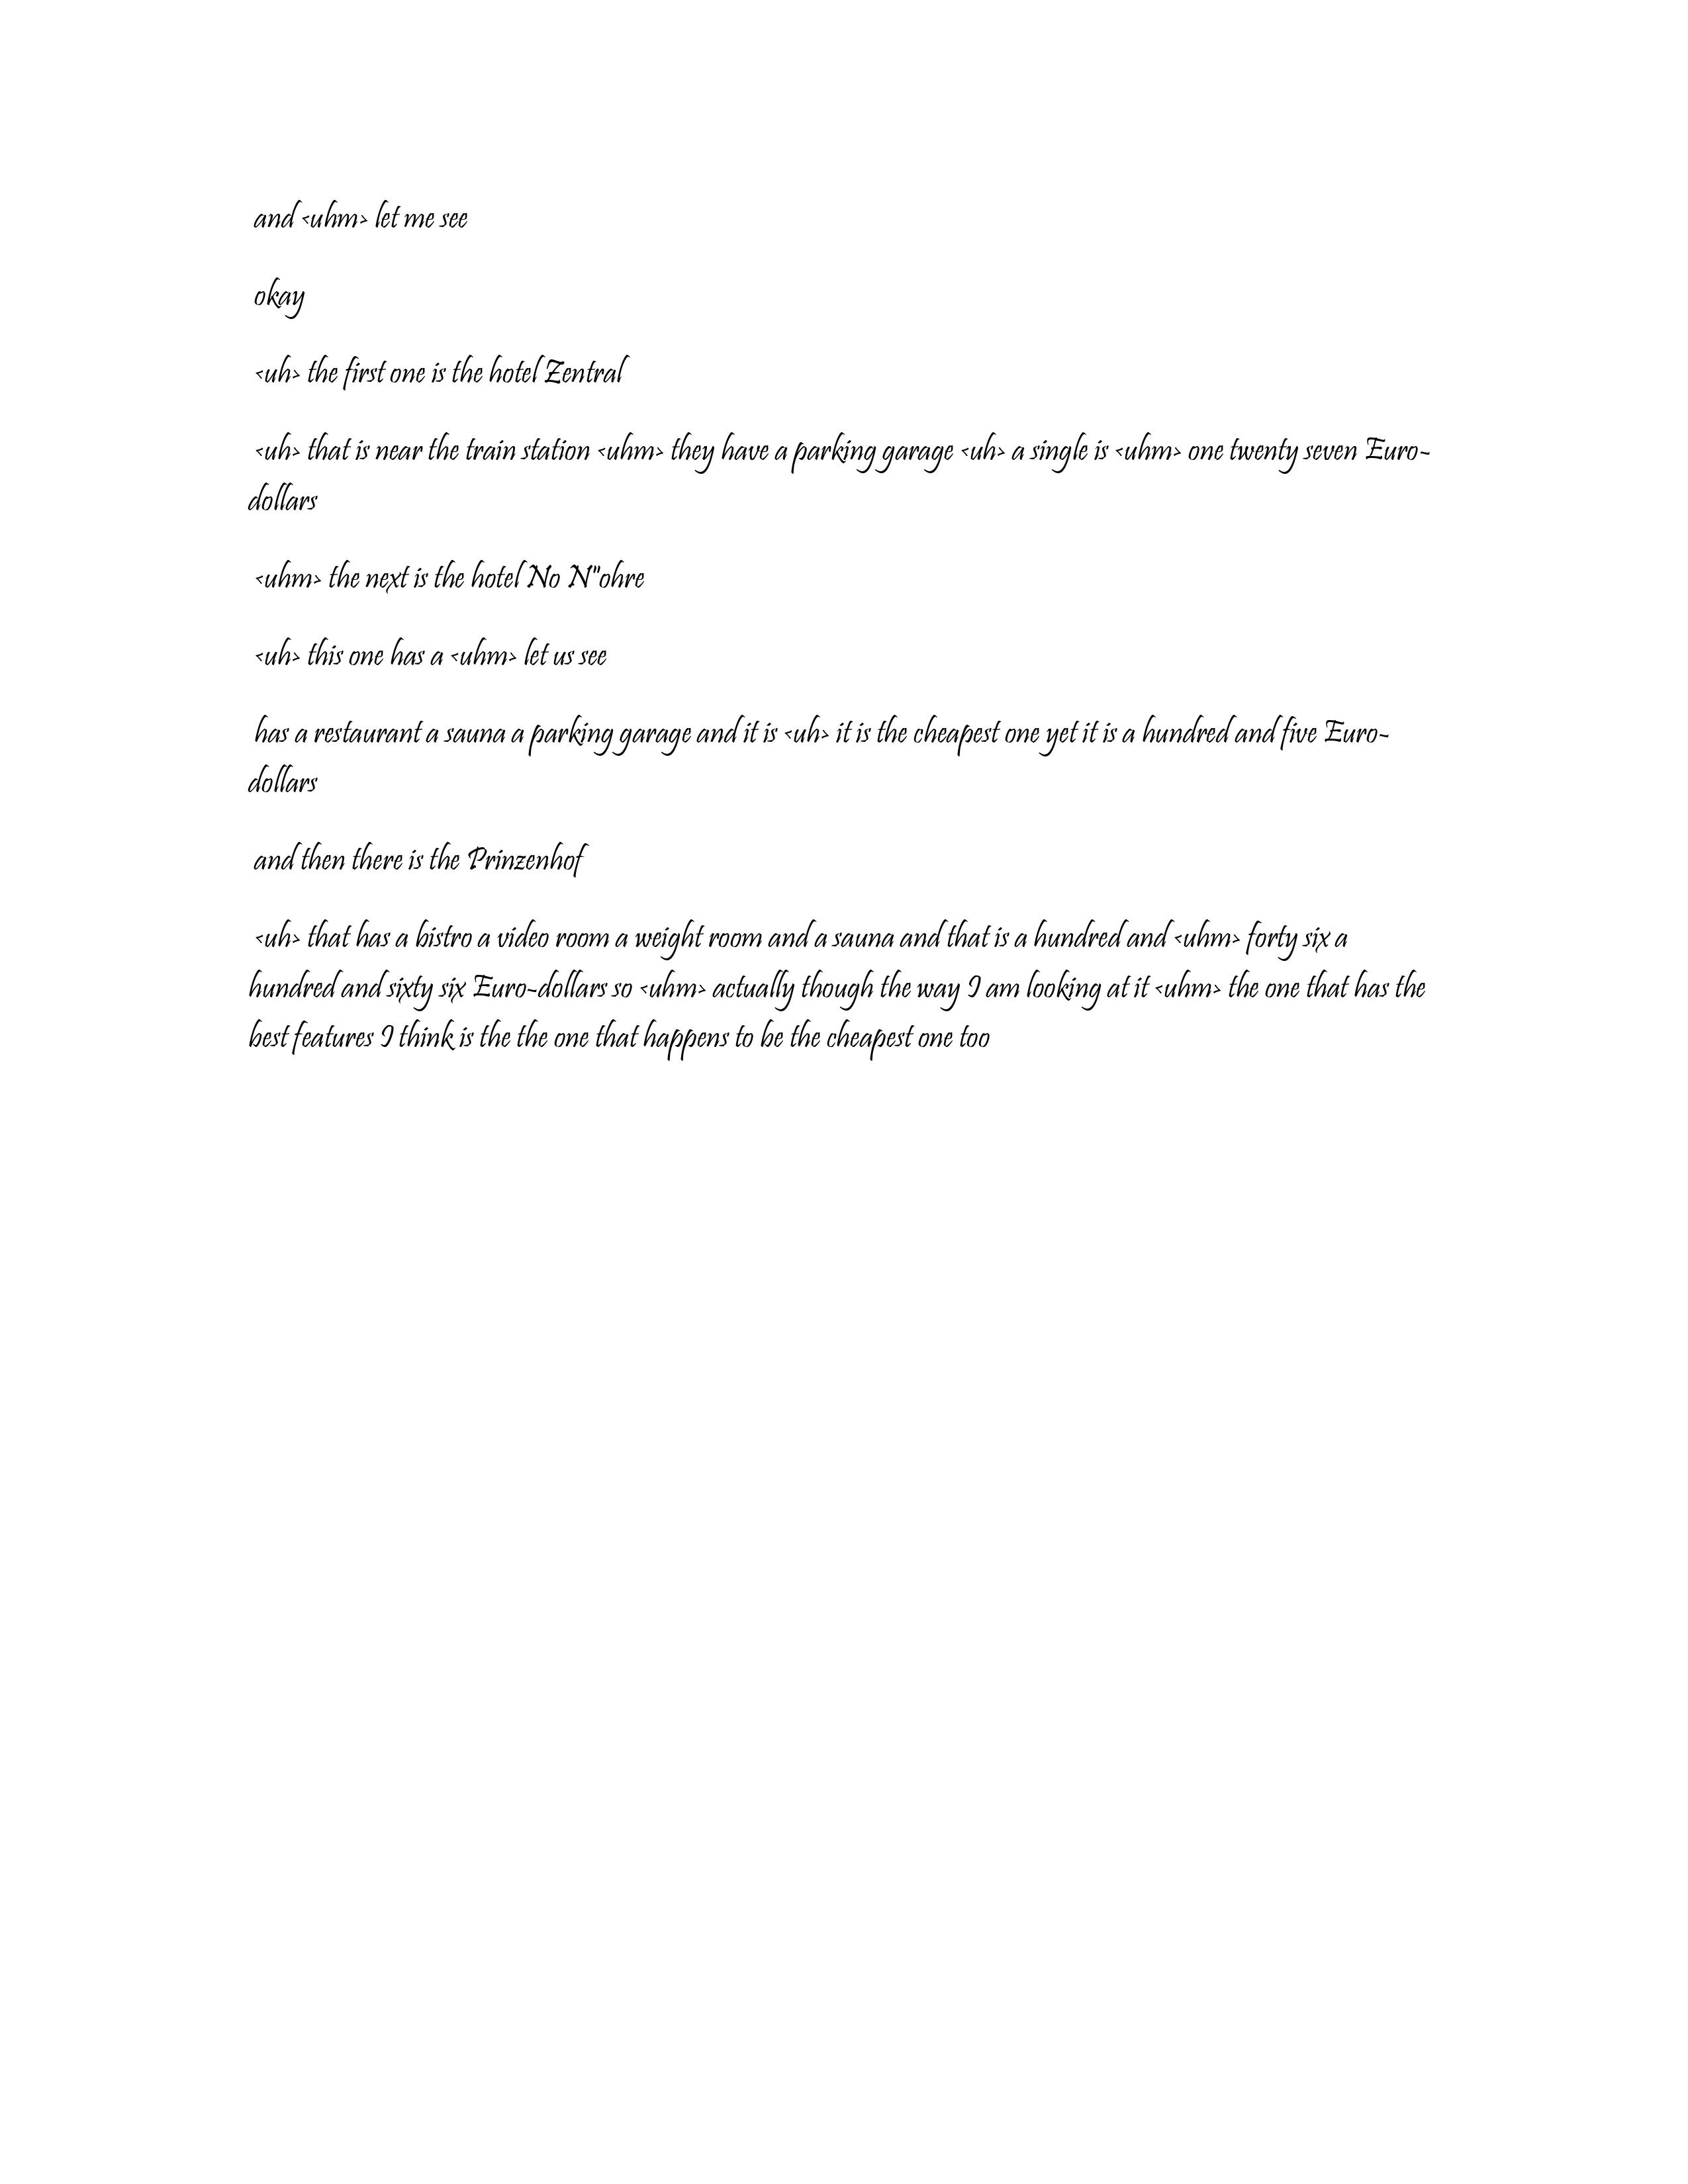 and <uhm> let me see
okay
<uh> the first one is the hotel Zentral
<uh> that is near the train station <uhm> they have a parking garage <uh> a single is <uhm> one twenty seven Euro-
dollars
<uhm> the next is the hotel No N"ohre
<uh> this one has a <uhm> let us see
has a restaurant a sauna a parking garage and it is <uh> it is the cheapest one yet it is a hundred and five Euro-
dollars
and then there is the Prinzenhof
<uh> that has a bistro a video room a weight room and a sauna and that is a hundred and <uhm> forty six a
hundred and sixty six Euro-dollars so <uhm> actually though the way I am looking at it <uhm> the one that has the
best features I think is the the one that happens to be the cheapest one too